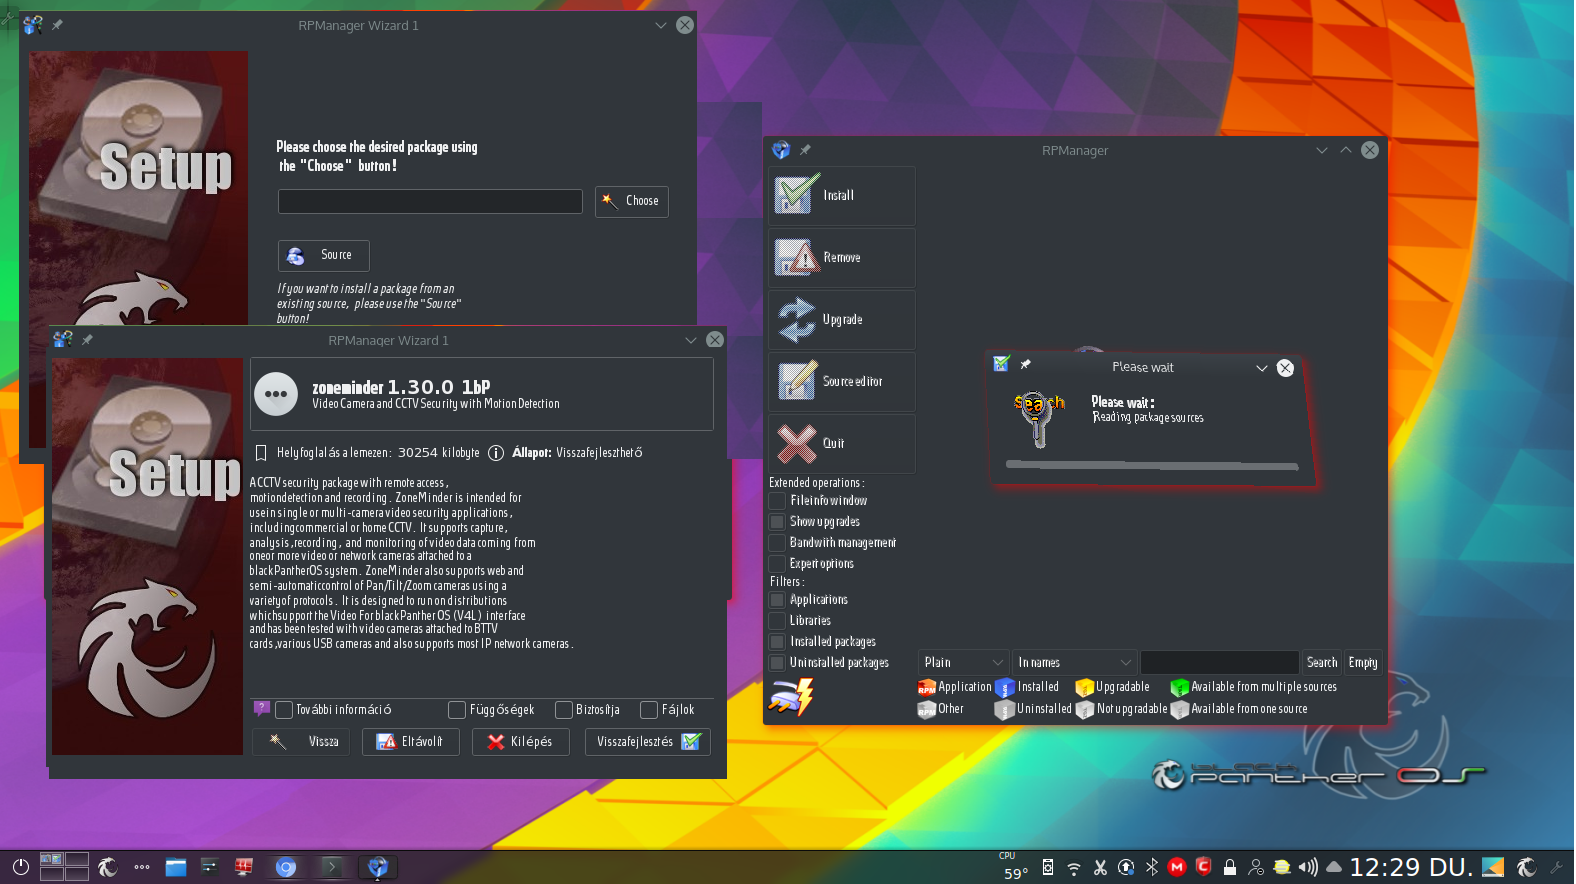 RPManager Wizard 1
Setup
Please choose the desired package using
the "Choose" button!
Choose
Source
If you want to install a package from an
existing source, please use the "Source"
button!
RPManager Wizard 1
Setup
zoneminder 1.30.0 1bP
Video Camera and CCTV Security with Motion Detection
Helyfoglalás a lemezen: 30254 kilobyte Állapot: Visszafejleszthető
A CCTV security package with remote access,
motiondetection and recording. ZoneMinder is intended for
usein single or multi-camera video security applications,
includingcommercial or home CCTV. It supports capture,
analysis,recording, and monitoring of video data coming from
oneor more video or network cameras attached to a
blackPantherOS system. ZoneMinder also supports web and
semi-automaticcontrol of Pan/Tilt/Zoom cameras using a
varietyof protocols. It is designed to run on distributions
whichsupport the Video For blackPanther OS (V4L) interface
andhas been tested with video cameras attached to BTTV
cards,various USB cameras and also supports most IP network cameras.
További információ Függőségek Biztosítja Fájlok
Vissza Eltávolít Kilépés Visszafejlesztés
RPManager
Install
Remove
Upgrade
Source editor
Quit
Extended operations:
Fileinfo window
Show upgrades
Bandwith management
Expert options
Filters:
Applications
Libraries
Installed packages
Uninstalled packages
Please wait
Search
Please wait:
Reading package sources
Plain In names Search Empty
RPM Application Installed Upgradable Available from multiple sources
RPM Other Uninstalled Not upgradable Available from one source
black
Panther OS
CPU
59°
12:29 DU.